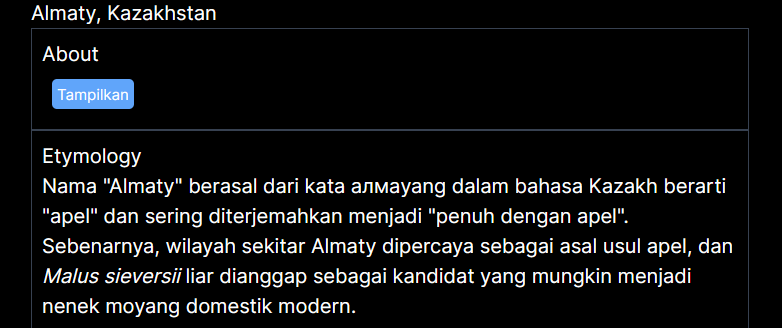 Almaty, Kazakhstan
About
Tampilkan
Etymology
Nama "Almaty" berasal dari kata алмayang dalam bahasa Kazakh berarti
"apel" dan sering diterjemahkan menjadi "penuh dengan apel".
Sebenarnya, wilayah sekitar Almaty dipercaya sebagai asal usul apel, dan
Malus sieversii liar dianggap sebagai kandidat yang mungkin menjadi
nenek moyang domestik modern.